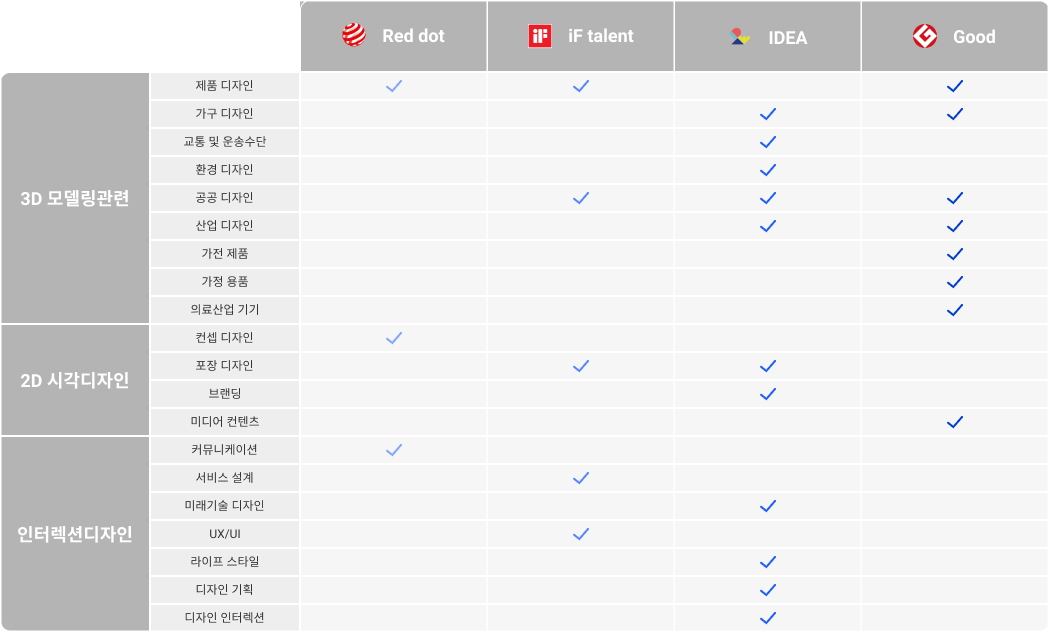 Red dot
iF talent
IDEA
Good
3D 모델링관련
제품 디자인
가구 디자인
교통 및 운송수단
환경 디자인
공공 디자인
산업 디자인
가전 제품
가정 용품
의료산업 기기
2D 시각디자인
컨셉 디자인
포장 디자인
브랜딩
미디어 컨텐츠
인터렉션디자인
커뮤니케이션
서비스 설계
미래기술 디자인
UX/UI
라이프 스타일
디자인 기획
디자인 인터렉션